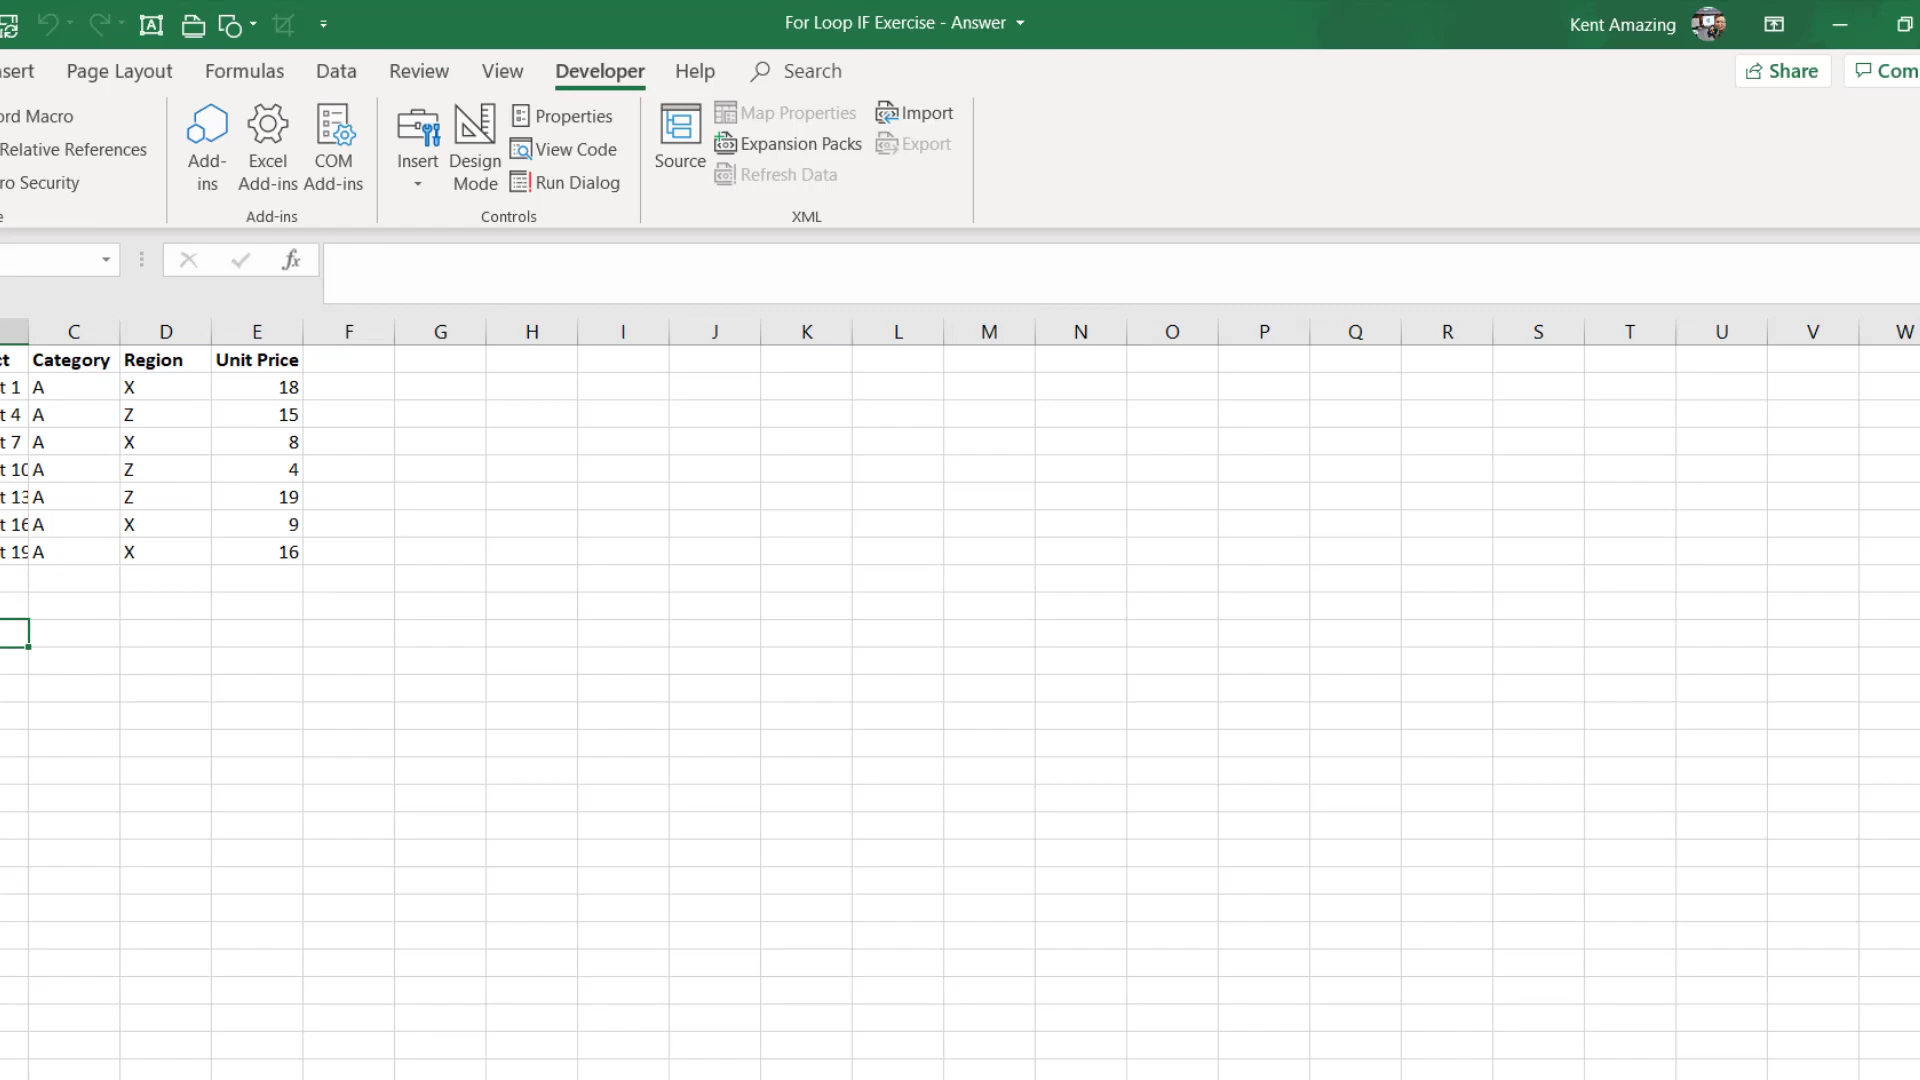 For Loop IF Exercise - Answer
Kent Amazing
sert Page Layout Formulas Data Review View Developer Help Search Share Com
ord Macro
Relative References
ro Security
Add-ins
Excel Add-ins
COM Add-ins
Add-ins
Insert
Design Mode
Properties
View Code
Run Dialog
Controls
Source
Map Properties
Expansion Packs
Refresh Data
Import
Export
XML
fx
C D E F G H I J K L M N O P Q R S T U V W
ct Category Region Unit Price
t 1 A X 18
t 4 A Z 15
t 7 A X 8
t 10 A Z 4
t 13 A Z 19
t 16 A X 9
t 19 A X 16